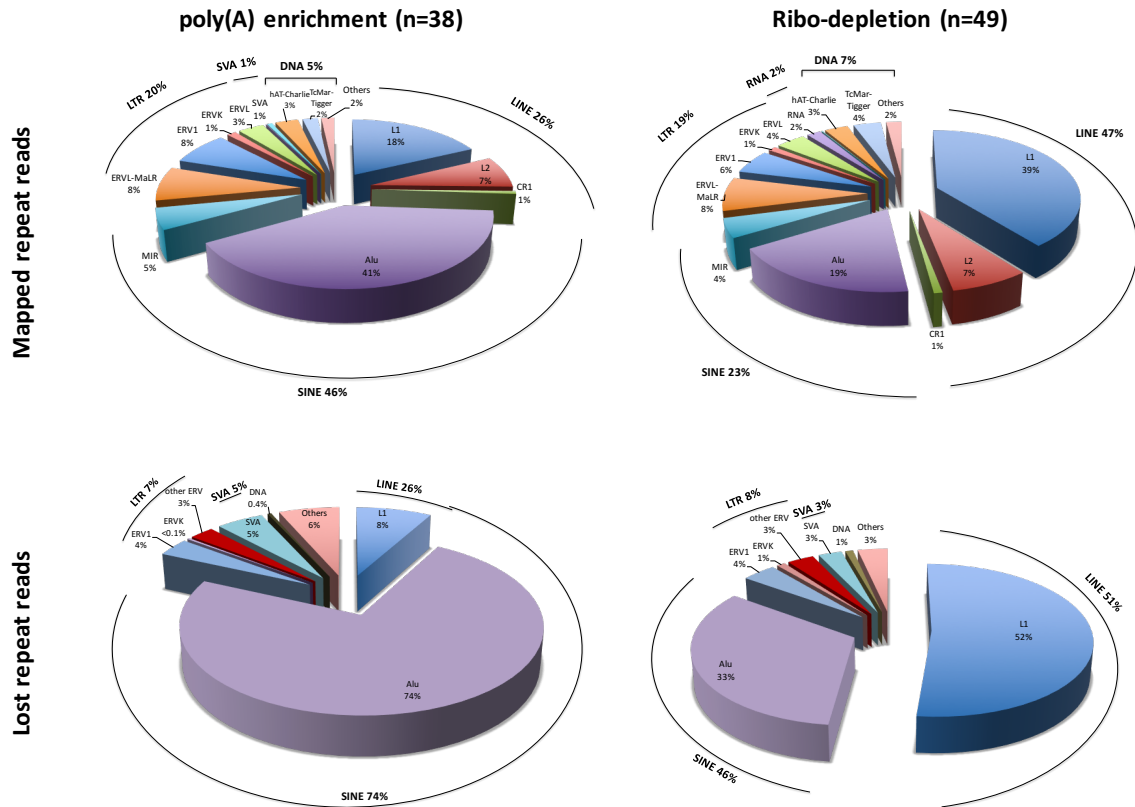 poly(A) enrichment (n=38)
Ribo-depletion (n=49)
Mapped repeat reads
SVA 1%
DNA 5%
LTR 20%
LINE 26%
hAT-Charlie
3%
TcMar-
Tigger
2%
Others
2%
SVA
1%
ERVL
3%
ERVK
1%
ERV1
8%
ERVL-MaLR
8%
MIR
5%
L1
18%
L2
7%
CR1
1%
Alu
41%
SINE 46%
DNA 7%
RNA 2%
LTR 19%
LINE 47%
hAT-Charlie
3%
TcMar-
Tigger
4%
Others
2%
RNA
2%
ERVL
4%
ERVK
1%
ERV1
6%
ERVL-
MaLR
8%
MIR
4%
L1
39%
L2
7%
CR1
1%
Alu
19%
SINE 23%
Lost repeat reads
LTR 7%
SVA 5%
LINE 26%
other ERV
3%
DNA
0.4%
ERVK
<0.1%
ERV1
4%
SVA
5%
Others
6%
L1
8%
Alu
74%
SINE 74%
LTR 8%
SVA 3%
LINE 51%
other ERV
3%
SVA
3%
DNA
1%
Others
3%
ERVK
1%
ERV1
4%
L1
52%
Alu
33%
SINE 46%